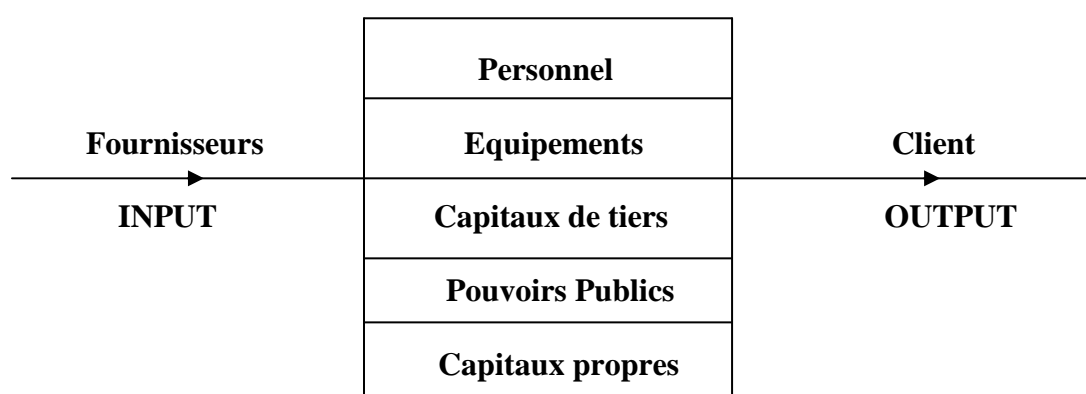 Personnel
Fournisseurs
Equipements
Client
INPUT
Capitaux de tiers
OUTPUT
Pouvoirs Publics
Capitaux propres